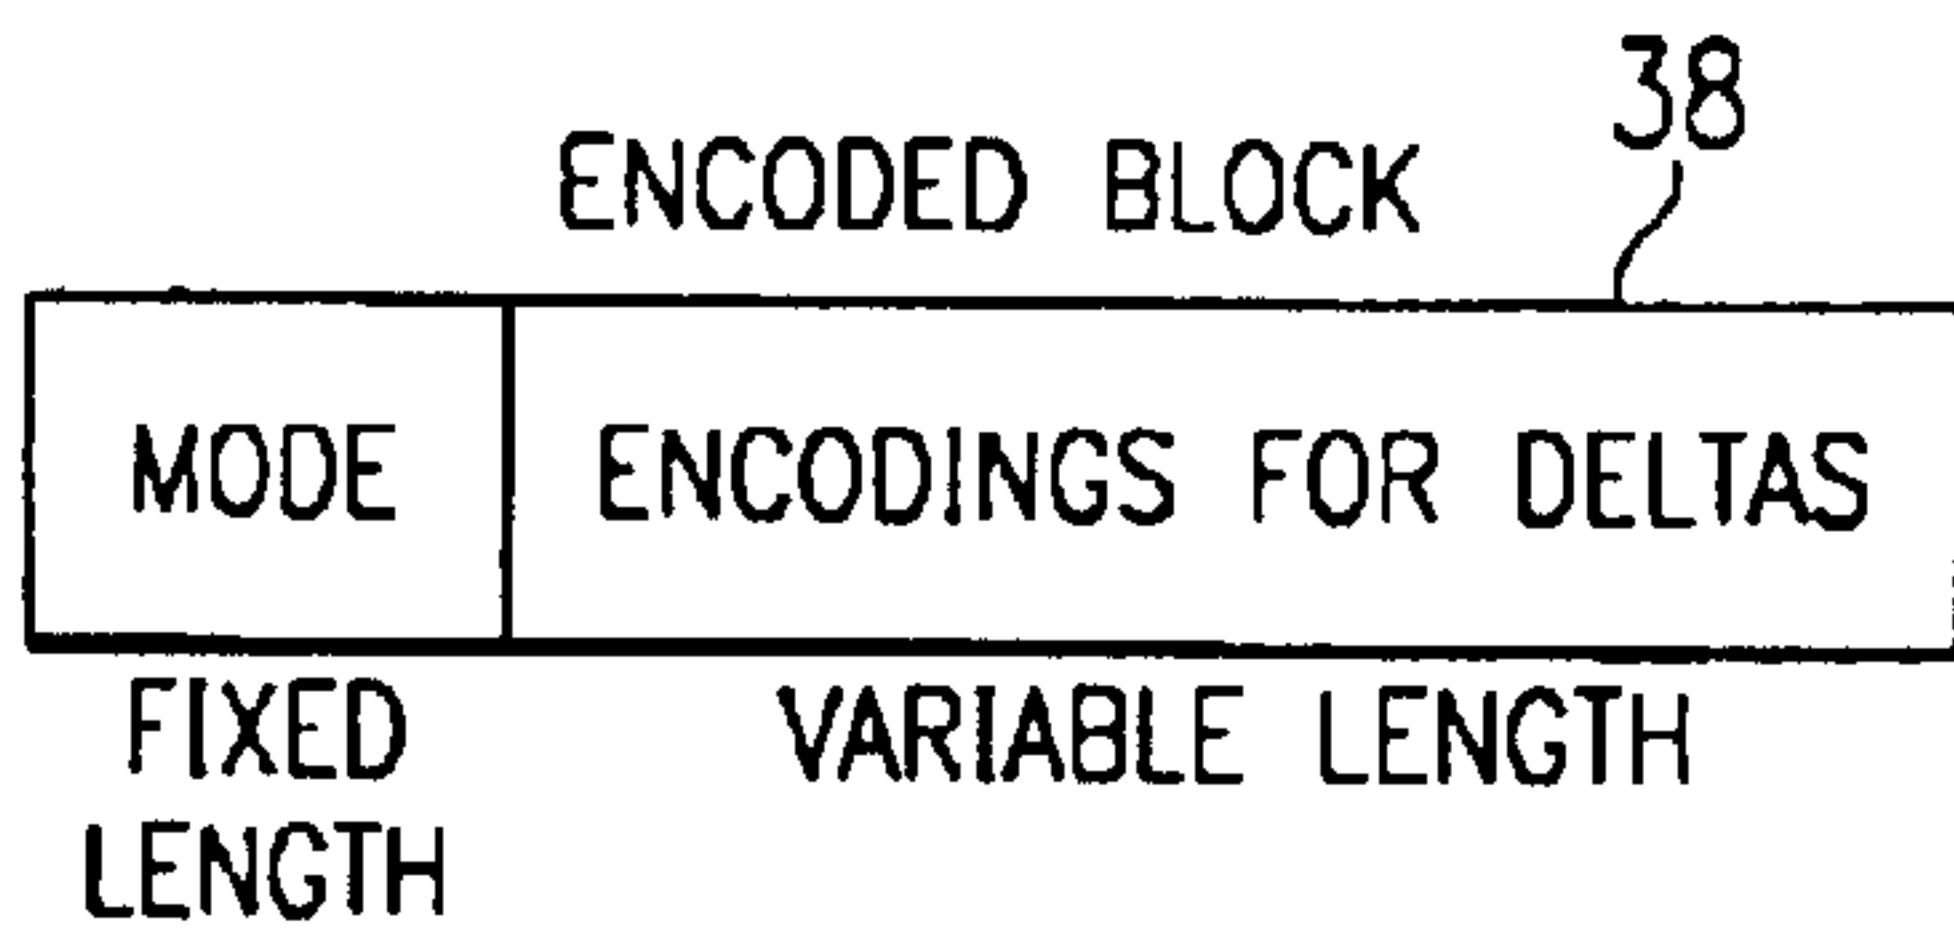 38
ENCODED BLOCK
MODE
ENCODINGS FOR DELTAS
FIXED
LENGTH
VARIABLE LENGTH